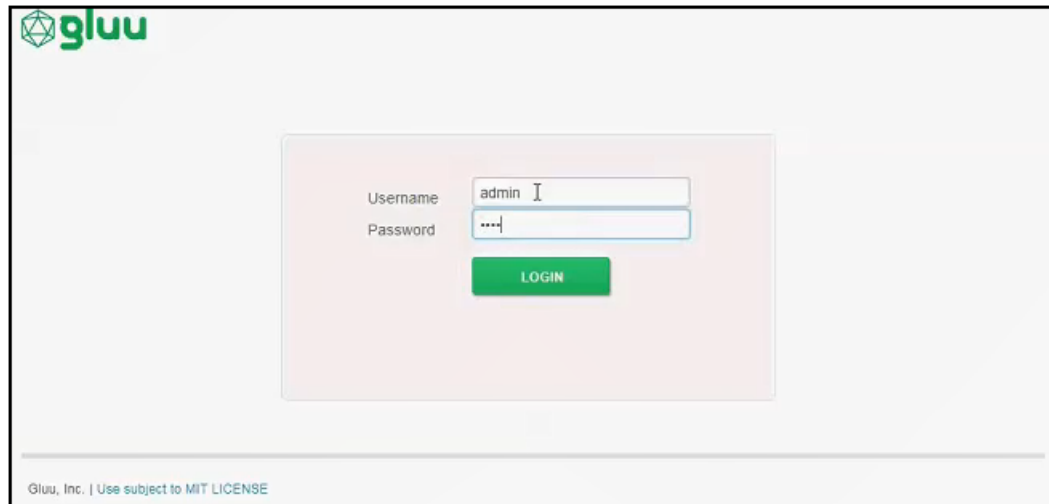 gluu
Username admin
Password ••••
LOGIN
Gluu, Inc. | Use subject to MIT LICENSE